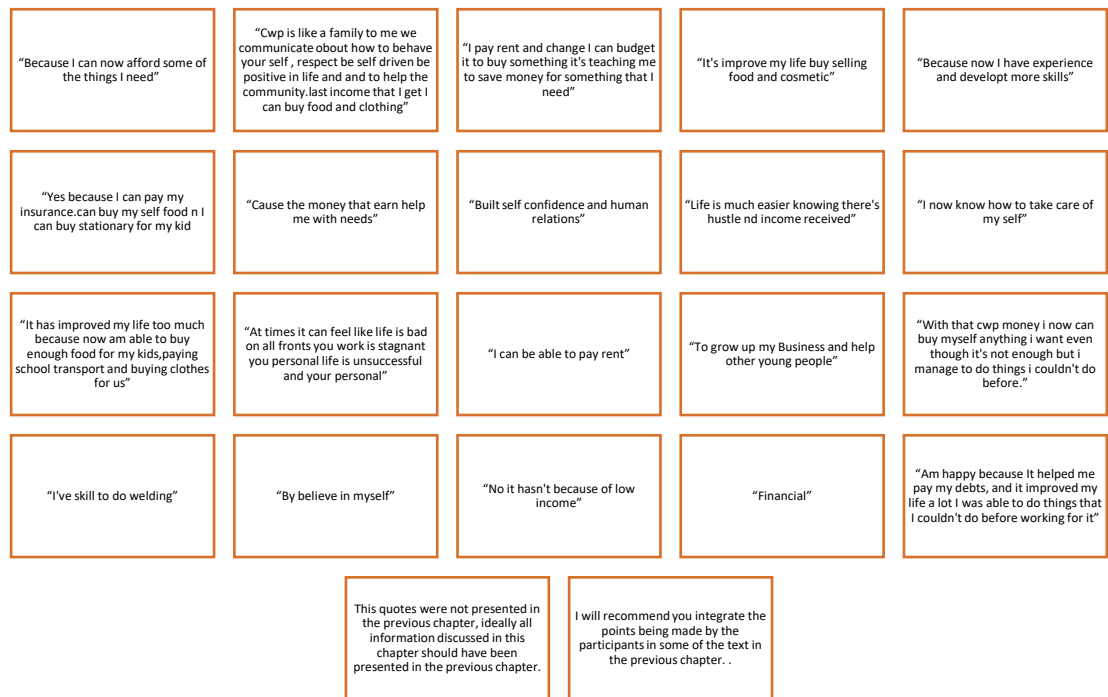 “Because I can now afford some of
the things I need”
“Cwp is like a family to me we
communicate obout how to behave
your self , respect be self driven be
positive in life and and to help the
community.last income that I get I
can buy food and clothing”
“I pay rent and change I can budget
it to buy something it's teaching me
to save money for something that I
need”
“It's improve my life buy selling
food and cosmetic”
“Because now I have experience
and developt more skills”
“Yes because I can pay my
insurance.can buy my self food n I
can buy stationary for my kid
“Cause the money that earn help
me with needs”
“Built self confidence and human
relations”
“Life is much easier knowing there's
hustle nd income received”
“I now know how to take care of
my self”
“It has improved my life too much
because now am able to buy
enough food for my kids,paying
school transport and buying clothes
for us”
“At times it can feel like life is bad
on all fronts you work is stagnant
you personal life is unsuccessful
and your personal”
“I can be able to pay rent”
“To grow up my Business and help
other young people”
“With that cwp money i now can
buy myself anything i want even
though it's not enough but i
manage to do things i couldn't do
before.”
“I've skill to do welding”
“By believe in myself”
“No it hasn't because of low
income”
“Financial”
“Am happy because It helped me
pay my debts, and it improved my
life a lot I was able to do things that
I couldn't do before working for it”
This quotes were not presented in
the previous chapter, ideally all
information discussed in this
chapter should have been
presented in the previous chapter.
I will recommend you integrate the
points being made by the
participants in some of the text in
the previous chapter. .